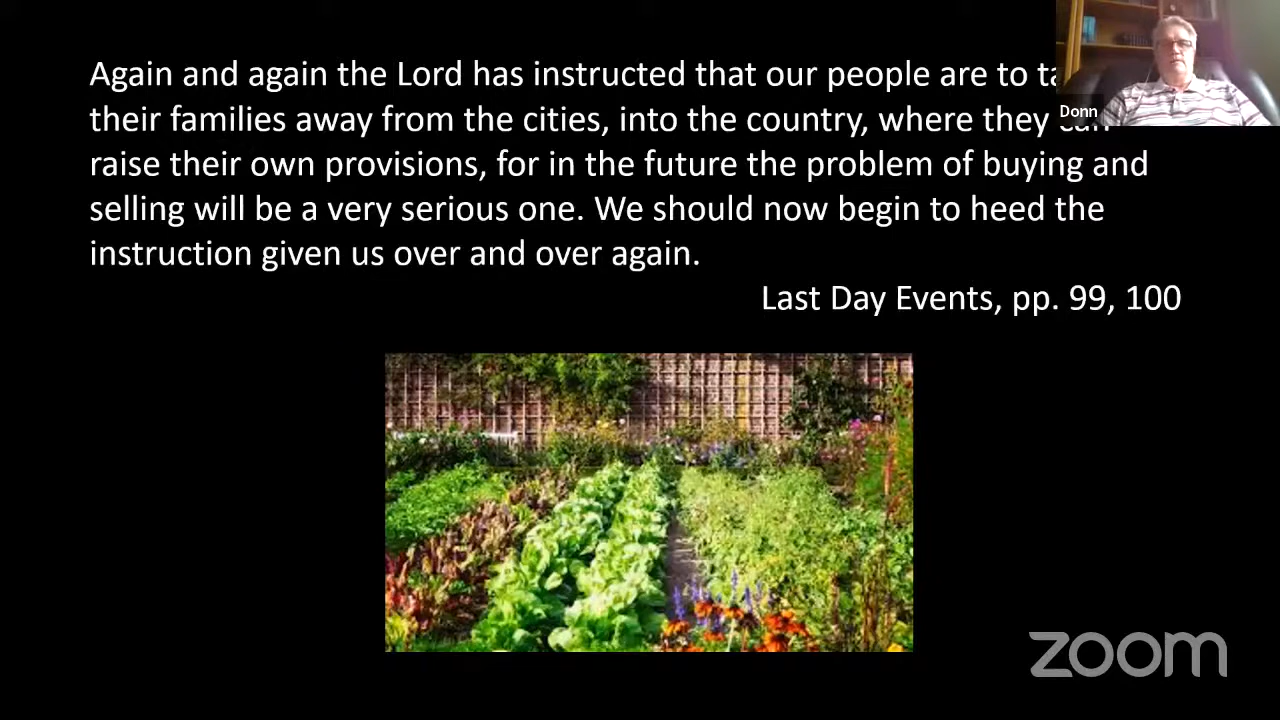 Again and again the Lord has instructed that our people are to
their families away from the cities, into the country, where they
raise their own provisions, for in the future the problem of buying and
selling will be a very serious one. We should now begin to heed the
instruction given us over and over again.
Last Day Events, pp. 99, 100
Donn
zoom